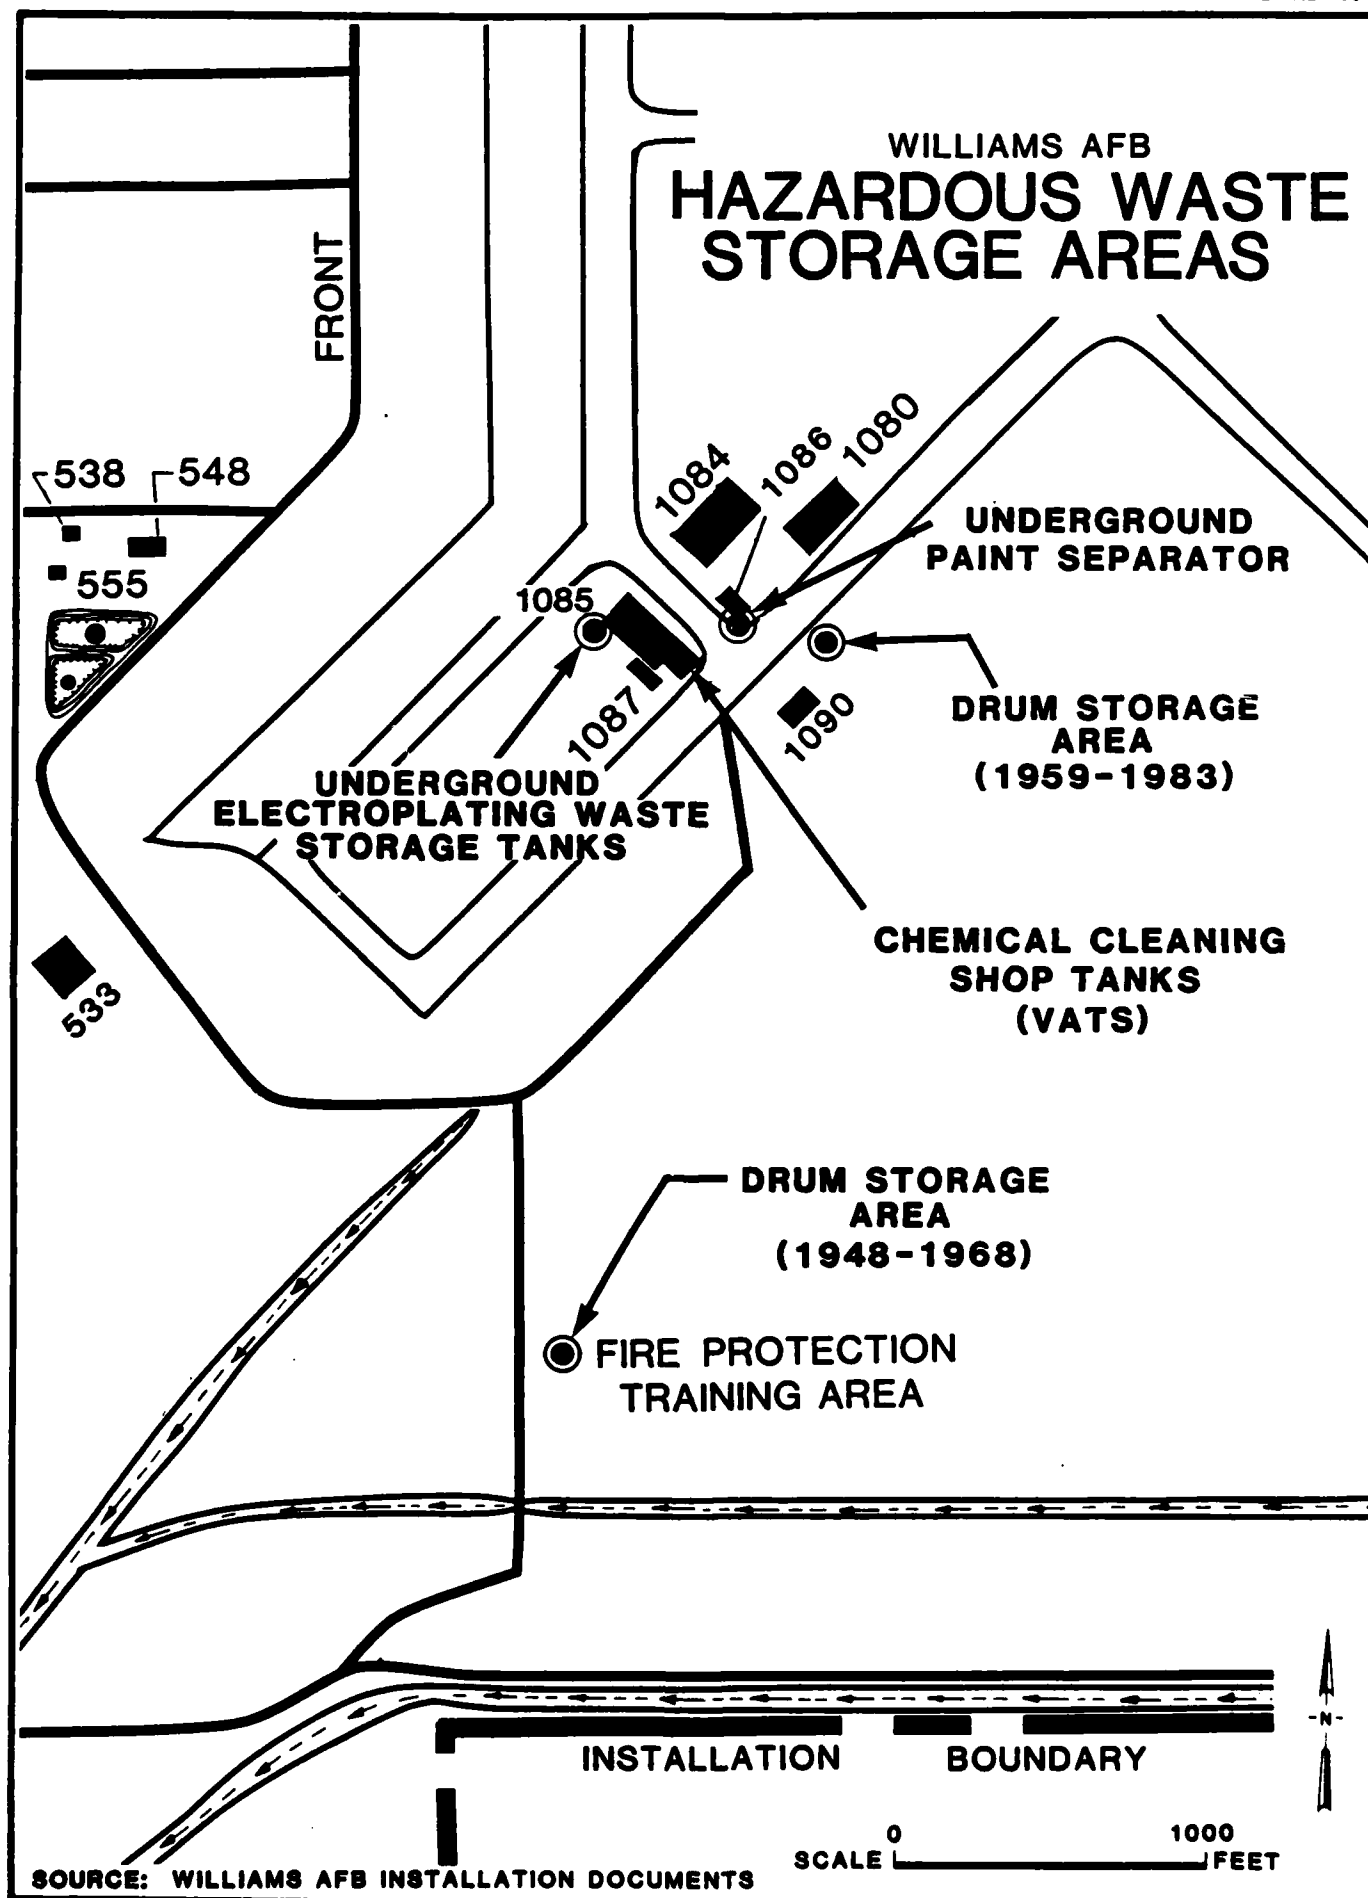 WILLIAMS AFB
HAZARDOUS WASTE
STORAGE AREAS
FRONT
538
548
555
1084
1086
1080
UNDERGROUND
PAINT SEPARATOR
1085
1087
1090
DRUM STORAGE
AREA
(1959-1983)
UNDERGROUND
ELECTROPLATING WASTE
STORAGE TANKS
CHEMICAL CLEANING
SHOP TANKS
(VATS)
533
DRUM STORAGE
AREA
(1948-1968)
FIRE PROTECTION
TRAINING AREA
-N-
INSTALLATION BOUNDARY
0 1000
SCALE FEET
SOURCE: WILLIAMS AFB INSTALLATION DOCUMENTS